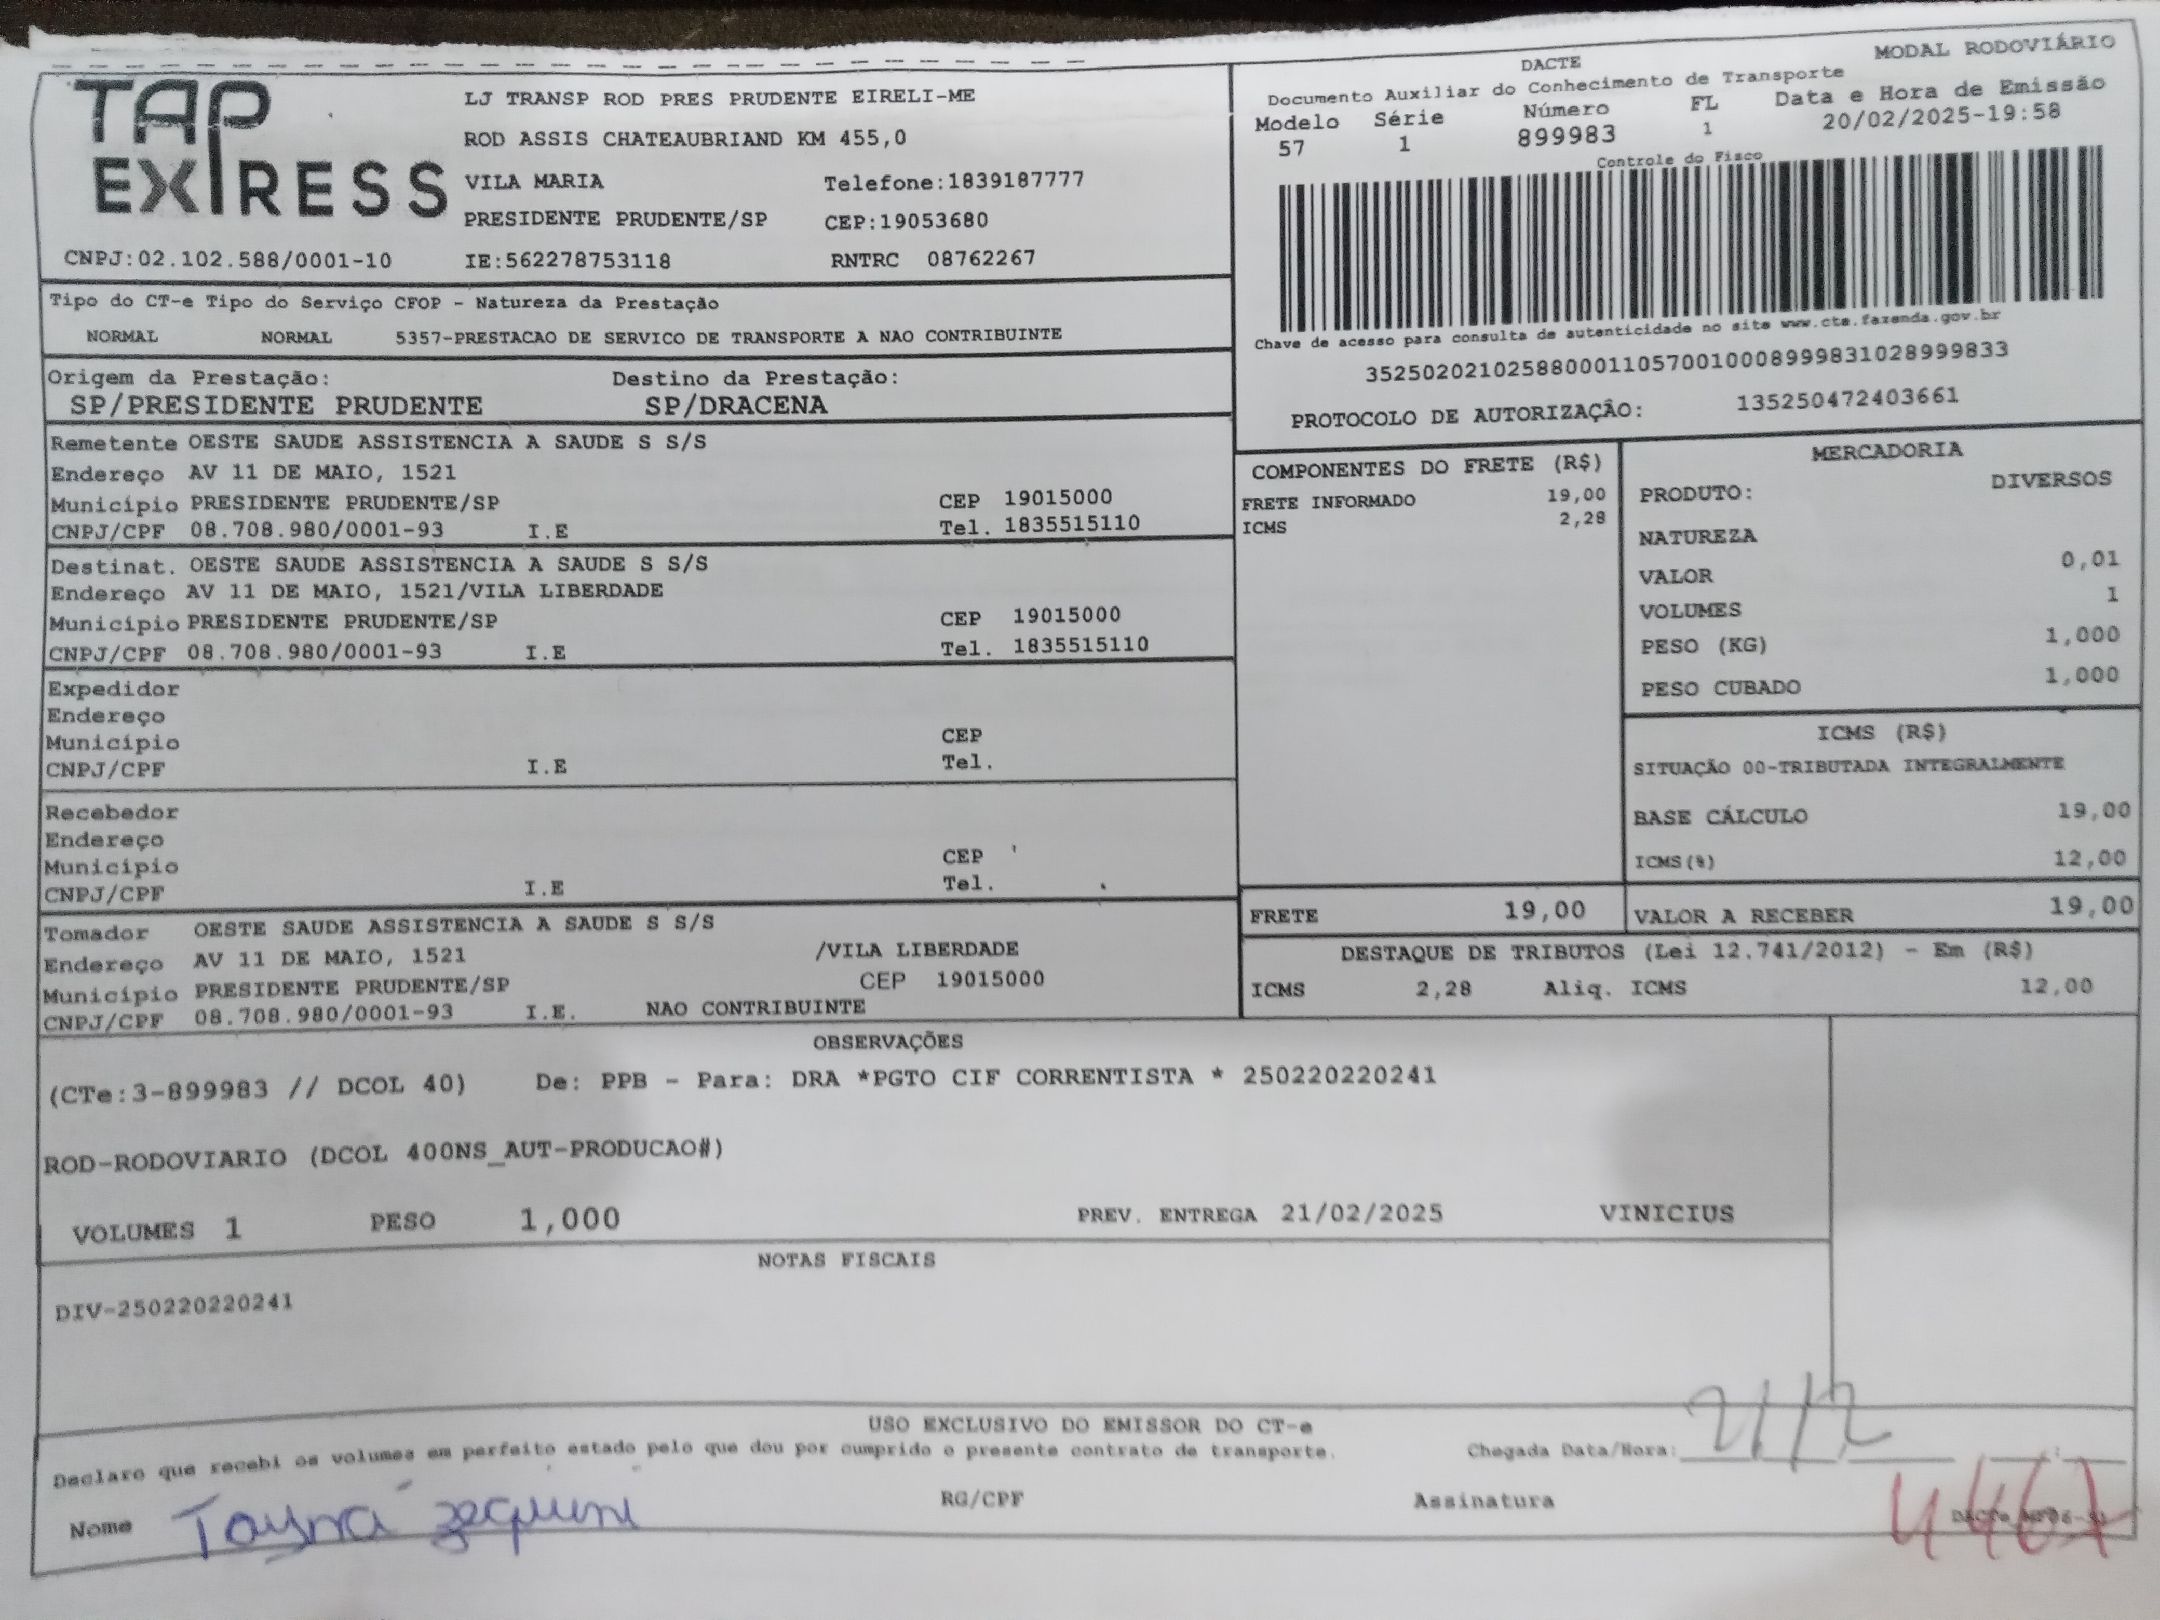 TAP
EXPRESS
LJ TRANSP ROD PRES PRUDENTE EIRELI-ME
ROD ASSIS CHATEAUBRIAND KM 455,0
VILA MARIA Telefone:1839187777
PRESIDENTE PRUDENTE/SP CEP:19053680
CNPJ:02.102.588/0001-10 IE:562278753118 RNTRC 08762267
DACTE MODAL RODOVIÁRIO
Documento Auxiliar do Conhecimento de Transporte
Modelo Série Número FL Data e Hora de Emissão
57 1 899983 1 20/02/2025-19:58
Controle do Fisco
Chave de acesso para consulta de autenticidade no site www.cte.fazenda.gov.br
35250202102588000110570010008999831028999833
PROTOCOLO DE AUTORIZAÇÂO: 135250472403661
Tipo do CT-e Tipo do Serviço CFOP - Natureza da Prestação
NORMAL NORMAL 5357-PRESTACAO DE SERVICO DE TRANSPORTE A NAO CONTRIBUINTE
Origem da Prestação: Destino da Prestação:
SP/PRESIDENTE PRUDENTE SP/DRACENA
Remetente OESTE SAUDE ASSISTENCIA A SAUDE S S/S
Endereço AV 11 DE MAIO, 1521
Município PRESIDENTE PRUDENTE/SP CEP 19015000
CNPJ/CPF 08.708.980/0001-93 I.E Tel. 1835515110
Destinat. OESTE SAUDE ASSISTENCIA A SAUDE S S/S
Endereço AV 11 DE MAIO, 1521/VILA LIBERDADE
Município PRESIDENTE PRUDENTE/SP CEP 19015000
CNPJ/CPF 08.708.980/0001-93 I.E Tel. 1835515110
Expedidor
Endereço
Município CEP
CNPJ/CPF I.E Tel.
Recebedor
Endereço
Município CEP
CNPJ/CPF I.E Tel.
Tomador OESTE SAUDE ASSISTENCIA A SAUDE S S/S
Endereço AV 11 DE MAIO, 1521 /VILA LIBERDADE
Município PRESIDENTE PRUDENTE/SP CEP 19015000
CNPJ/CPF 08.708.980/0001-93 I.E. NAO CONTRIBUINTE
COMPONENTES DO FRETE (R$)
FRETE INFORMADO 19,00
ICMS 2,28
MERCADORIA
PRODUTO: DIVERSOS
NATUREZA
VALOR 0,01
VOLUMES 1
PESO (KG) 1,000
PESO CUBADO 1,000
ICMS (R$)
SITUAÇÃO 00-TRIBUTADA INTEGRALMENTE
BASE CÁLCULO 19,00
ICMS(%) 12,00
FRETE 19,00 VALOR A RECEBER 19,00
DESTAQUE DE TRIBUTOS (Lei 12.741/2012) - Em (R$)
ICMS 2,28 Aliq. ICMS 12,00
OBSERVAÇÕES
(CTe:3-899983 // DCOL 40) De: PPB - Para: DRA *PGTO CIF CORRENTISTA * 250220220241
ROD-RODOVIARIO (DCOL 400NS_AUT-PRODUCAO#)
VOLUMES 1 PESO 1,000 PREV. ENTREGA 21/02/2025 VINICIUS
NOTAS FISCAIS
DIV-250220220241
USO EXCLUSIVO DO EMISSOR DO CT-e
Declaro que recebi os volumes em perfeito estado pelo que dou por cumprido o presente contrato de transporte. Chegada Data/Hora: 21/2
Nome Tayná zequini RG/CPF Assinatura